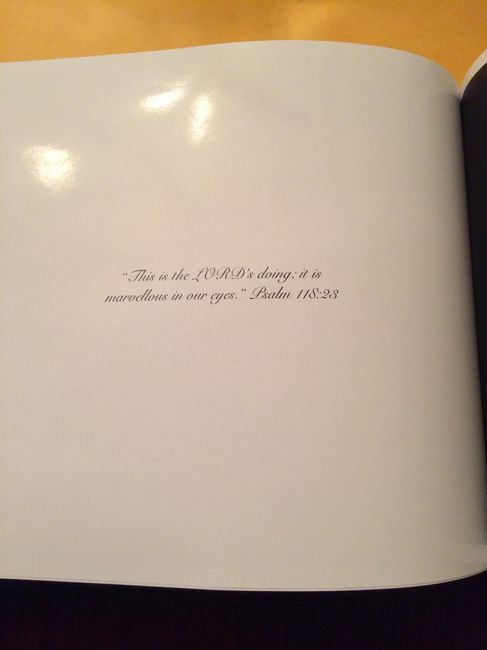 "This is the LORD's doing; it is
marvellous in our eyes." Psalm 118:23